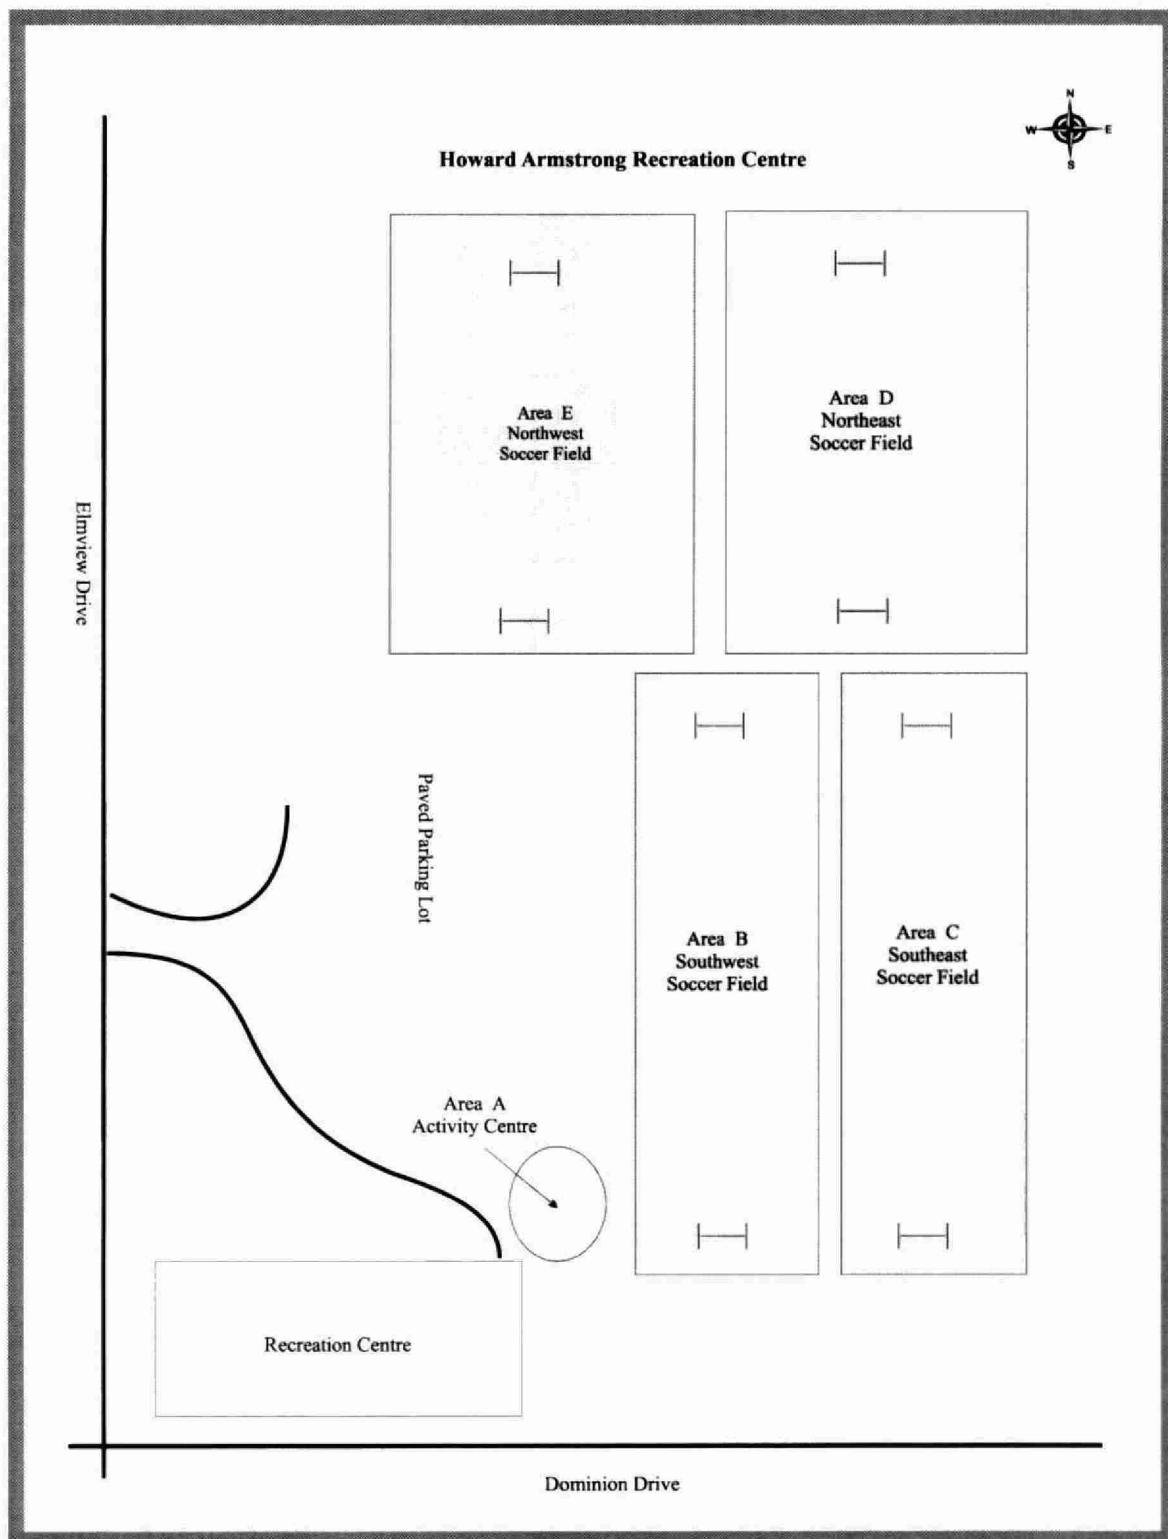 N
W E
S
Howard Armstrong Recreation Centre
Area E
Northwest
Soccer Field
Area D
Northeast
Soccer Field
Elmview Drive
Paved Parking Lot
Area B
Southwest
Soccer Field
Area C
Southeast
Soccer Field
Area A
Activity Centre
Recreation Centre
Dominion Drive